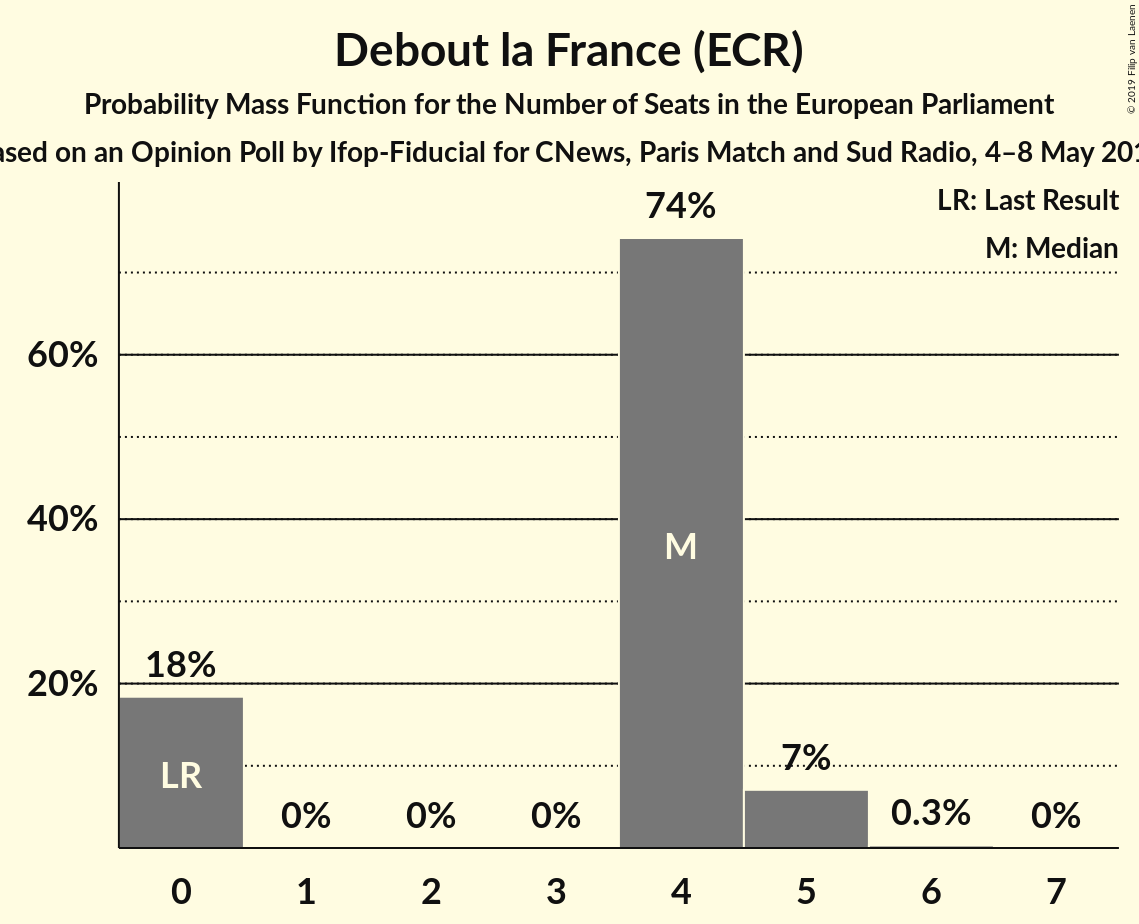 Debout la France (ECR)
Probability Mass Function for the Number of Seats in the European Parliament
on an Opinion Poll by Ifop-Fiducial for CNews, Paris Match and Sud Radio, 4–8 May
© 2019 Filip van Laenen
LR: Last Result
M: Median
74%
60%
40%
M
20%
18%
LR
0%
0%
0%
7%
0.3%
0%
0 1 2 3 4 5 6 7